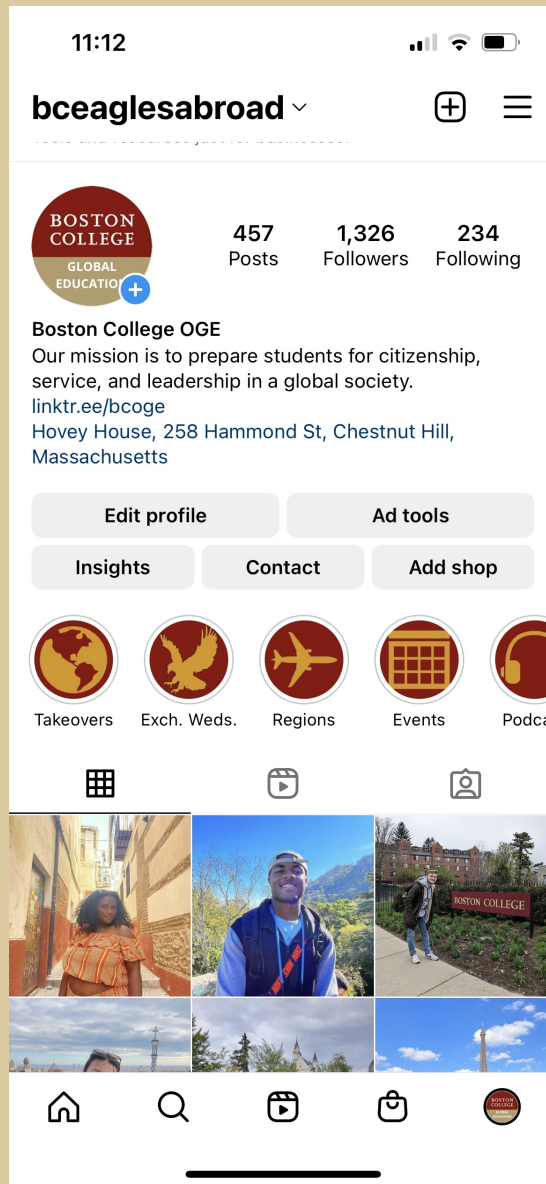 11:12
bceaglesabroad
BOSTON
COLLEGE
GLOBAL
457
1,326
234
Posts
Followers
Following
Boston College OGE
Our mission is to prepare students for citizenship,
service, and leadership in a global society.
linktr.ee/bcoge
Hovey House, 258 Hammond St, Chestnut Hill,
Massachusetts
Edit profile
Ad tools
Insights
Contact
Add shop
Takeovers
Exch. Weds.
Regions
Events
Podca
BOSTON COLLEGE
BOSTON
COLLEGE